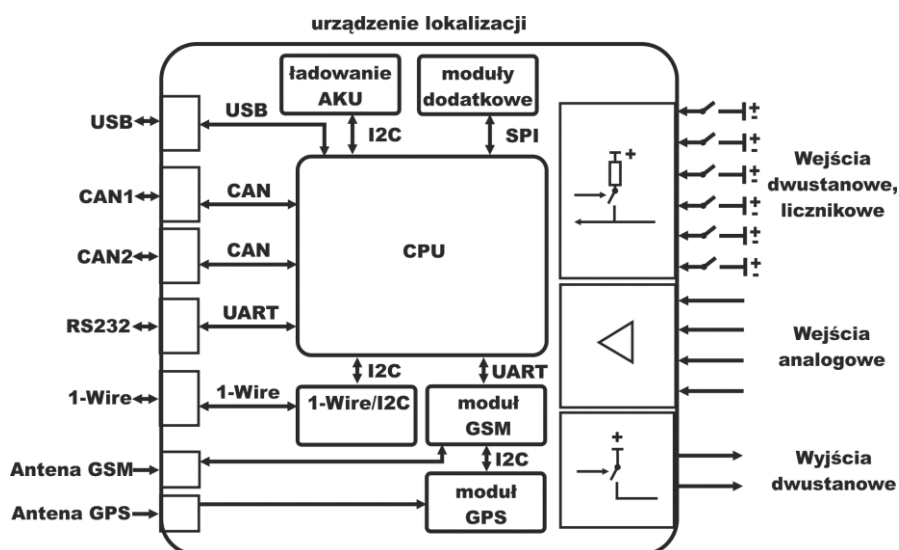 urządzenie lokalizacji
ładowanie
AKU
moduły
dodatkowe
USB
USB
I2C
SPI
CAN1
CAN
CAN2
CAN
CPU
RS232
UART
I2C
UART
1-Wire
1-Wire
1-Wire/I2C
moduł
GSM
Antena GSM
I2C
moduł
GPS
Antena GPS
+
+
-
+
-
+
-
+
-
+
-
+
-
Wejścia
dwustanowe,
licznikowe
Wejścia
analogowe
+
Wyjścia
dwustanowe